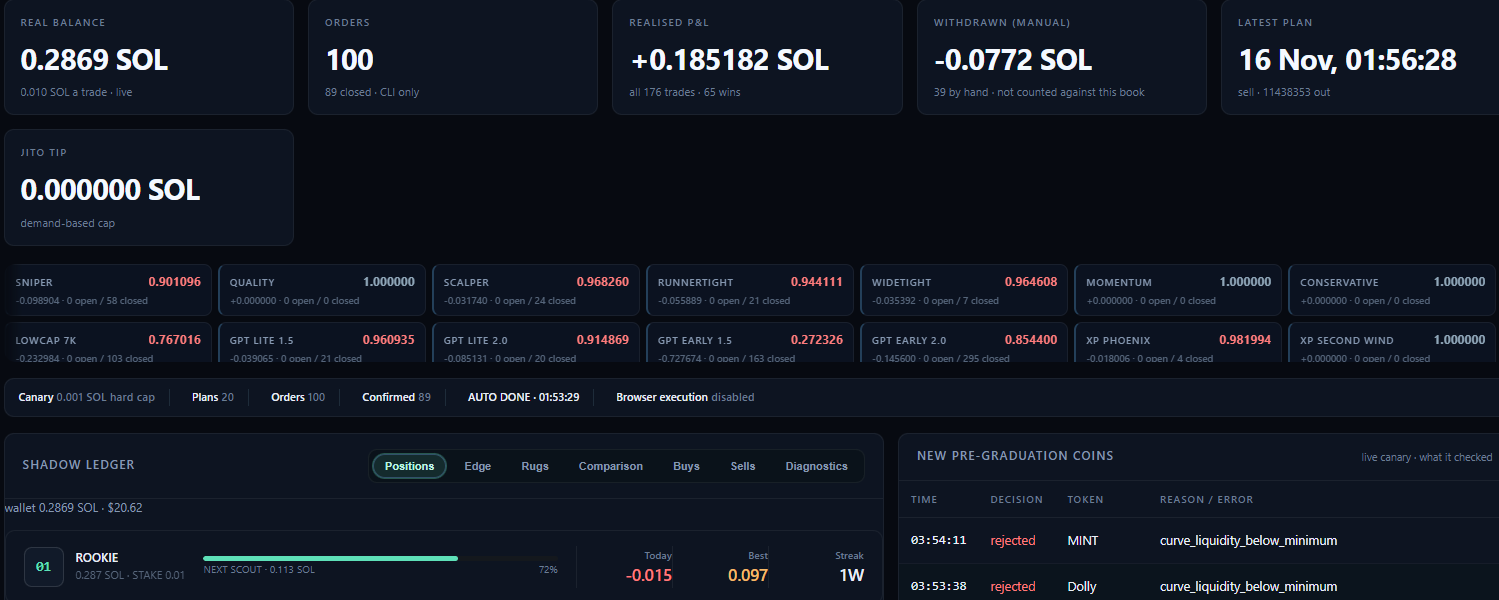 REAL BALANCE
0.2869 SOL
0.010 SOL a trade · live
ORDERS
100
89 closed · CLI only
REALISED P&L
+0.185182 SOL
all 176 trades · 65 wins
WITHDRAWN (MANUAL)
-0.0772 SOL
39 by hand · not counted against this book
LATEST PLAN
16 Nov, 01:56:28
sell · 11438353 out
JITO TIP
0.000000 SOL
demand-based cap
SNIPER 0.901096
-0.098904 · 0 open / 58 closed
QUALITY 1.000000
+0.000000 · 0 open / 0 closed
SCALPER 0.968260
-0.031740 · 0 open / 24 closed
RUNNERTIGHT 0.944111
-0.055889 · 0 open / 21 closed
WIDETIGHT 0.964608
-0.035392 · 0 open / 7 closed
MOMENTUM 1.000000
+0.000000 · 0 open / 0 closed
CONSERVATIVE 1.000000
+0.000000 · 0 open / 0 closed
LOWCAP 7K 0.767016
-0.232984 · 0 open / 103 closed
GPT LITE 1.5 0.960935
-0.039065 · 0 open / 21 closed
GPT LITE 2.0 0.914869
-0.085131 · 0 open / 20 closed
GPT EARLY 1.5 0.272326
-0.727674 · 0 open / 163 closed
GPT EARLY 2.0 0.854400
-0.145600 · 0 open / 295 closed
XP PHOENIX 0.981994
-0.018006 · 0 open / 4 closed
XP SECOND WIND 1.000000
+0.000000 · 0 open / 0 closed
Canary 0.001 SOL hard cap Plans 20 Orders 100 Confirmed 89 AUTO DONE · 01:53:29 Browser execution disabled
SHADOW LEDGER
Positions Edge Rugs Comparison Buys Sells Diagnostics
wallet 0.2869 SOL · $20.62
01
ROOKIE
0.287 SOL · STAKE 0.01
NEXT SCOUT · 0.113 SOL 72%
Today
-0.015
Best
0.097
Streak
1W
NEW PRE-GRADUATION COINS
live canary · what it checked
TIME DECISION TOKEN REASON / ERROR
03:54:11 rejected MINT curve_liquidity_below_minimum
03:53:38 rejected Dolly curve_liquidity_below_minimum